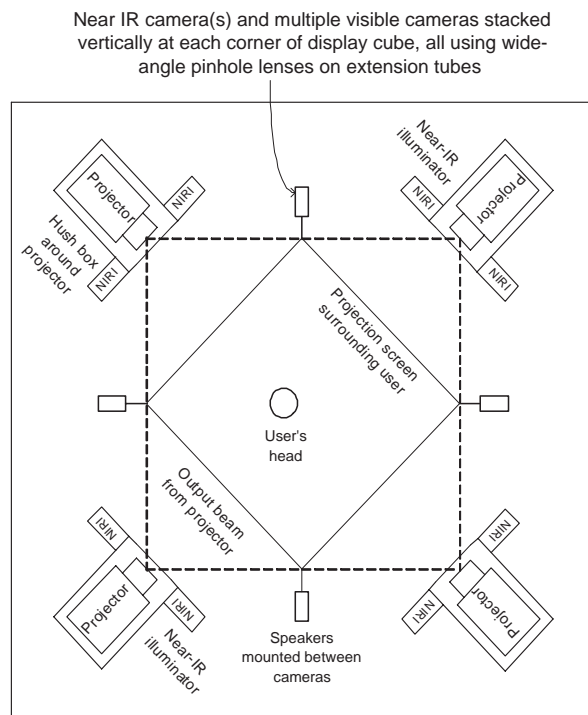 Near IR camera(s) and multiple visible cameras stacked
vertically at each corner of display cube, all using wide-
angle pinhole lenses on extension tubes
Projector
NIRI
NIRI
Hush box
around
projector
Near-IR
illuminator
NIRI
Projector
NIRI
Projection screen
surrounding
user
User's
head
Output beam
from projector
NIRI
Projector
NIRI
Near-IR
illuminator
Speakers
mounted between
cameras
NIRI
NIRI
Projector